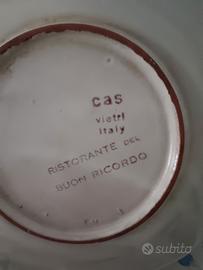 cas
vietri
italy
RISTORANTE DEL
BUON RICORDO
subito